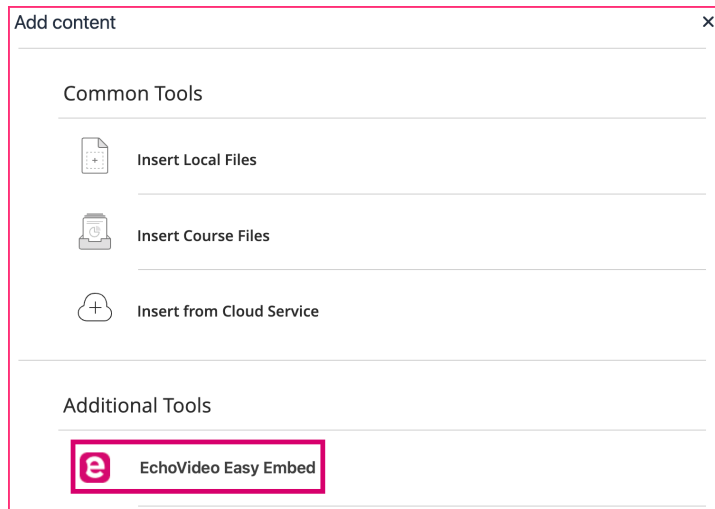 Add content
Common Tools
Insert Local Files
Insert Course Files
Insert from Cloud Service
Additional Tools
EchoVideo Easy Embed